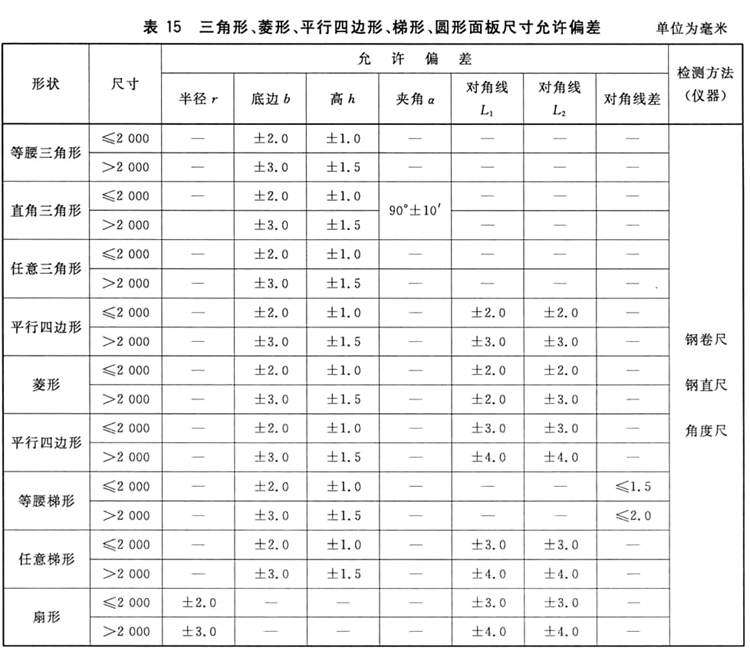 表 15 三角形、菱形、平行四边形、梯形、圆形面板尺寸允许偏差 单位为毫米
形状 尺寸 允许偏差 检测方法(仪器)
半径 r 底边 b 高 h 夹角 α 对角线 L₁ 对角线 L₂ 对角线差
等腰三角形 ≤2 000 — ±2.0 ±1.0 — — — —
>2 000 — ±3.0 ±1.5 — — — —
直角三角形 ≤2 000 — ±2.0 ±1.0 90°±10′ — — —
>2 000 ±3.0 ±1.5 — — —
任意三角形 ≤2 000 — ±2.0 ±1.0 — — — —
>2 000 — ±3.0 ±1.5 — — — —
平行四边形 ≤2 000 — ±2.0 ±1.0 — ±2.0 ±2.0 —
>2 000 — ±3.0 ±1.5 — ±3.0 ±3.0 —
菱形 ≤2 000 — ±2.0 ±1.0 — ±2.0 ±2.0 —
>2 000 — ±3.0 ±1.5 — ±2.0 ±3.0 —
平行四边形 ≤2 000 — ±2.0 ±1.0 — ±3.0 ±3.0 —
>2 000 — ±3.0 ±1.5 — ±4.0 ±4.0 —
等腰梯形 ≤2 000 — ±2.0 ±1.0 — — — ≤1.5
>2 000 — ±3.0 ±1.5 — — — ≤2.0
任意梯形 ≤2 000 — ±2.0 ±1.0 — ±3.0 ±3.0 —
>2 000 — ±3.0 ±1.5 — ±4.0 ±4.0 —
扇形 ≤2 000 ±2.0 — — — ±3.0 ±3.0 —
>2 000 ±3.0 — — — ±4.0 ±4.0 —
钢卷尺
钢直尺
角度尺